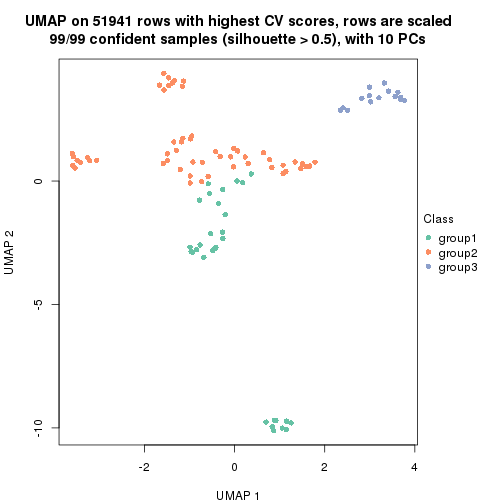 UMAP on 51941 rows with highest CV scores, rows are scaled
99/99 confident samples (silhouette > 0.5), with 10 PCs
Class
group1
group2
group3
UMAP 2
0
-5
-10
-2
0
2
4
UMAP 1